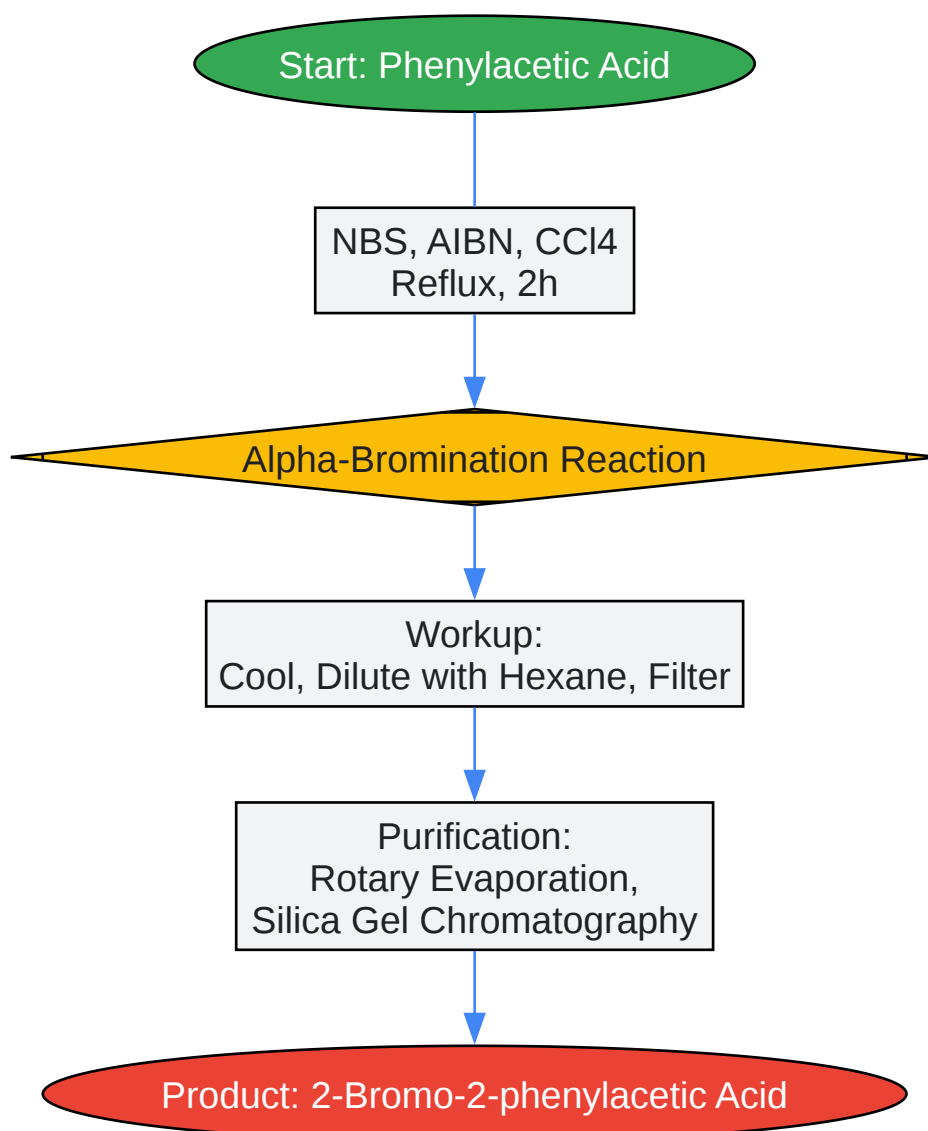 Start: Phenylacetic Acid
NBS, AIBN, CCl4
Reflux, 2h
Alpha-Bromination Reaction
Workup:
Cool, Dilute with Hexane, Filter
Purification:
Rotary Evaporation,
Silica Gel Chromatography
Product: 2-Bromo-2-phenylacetic Acid